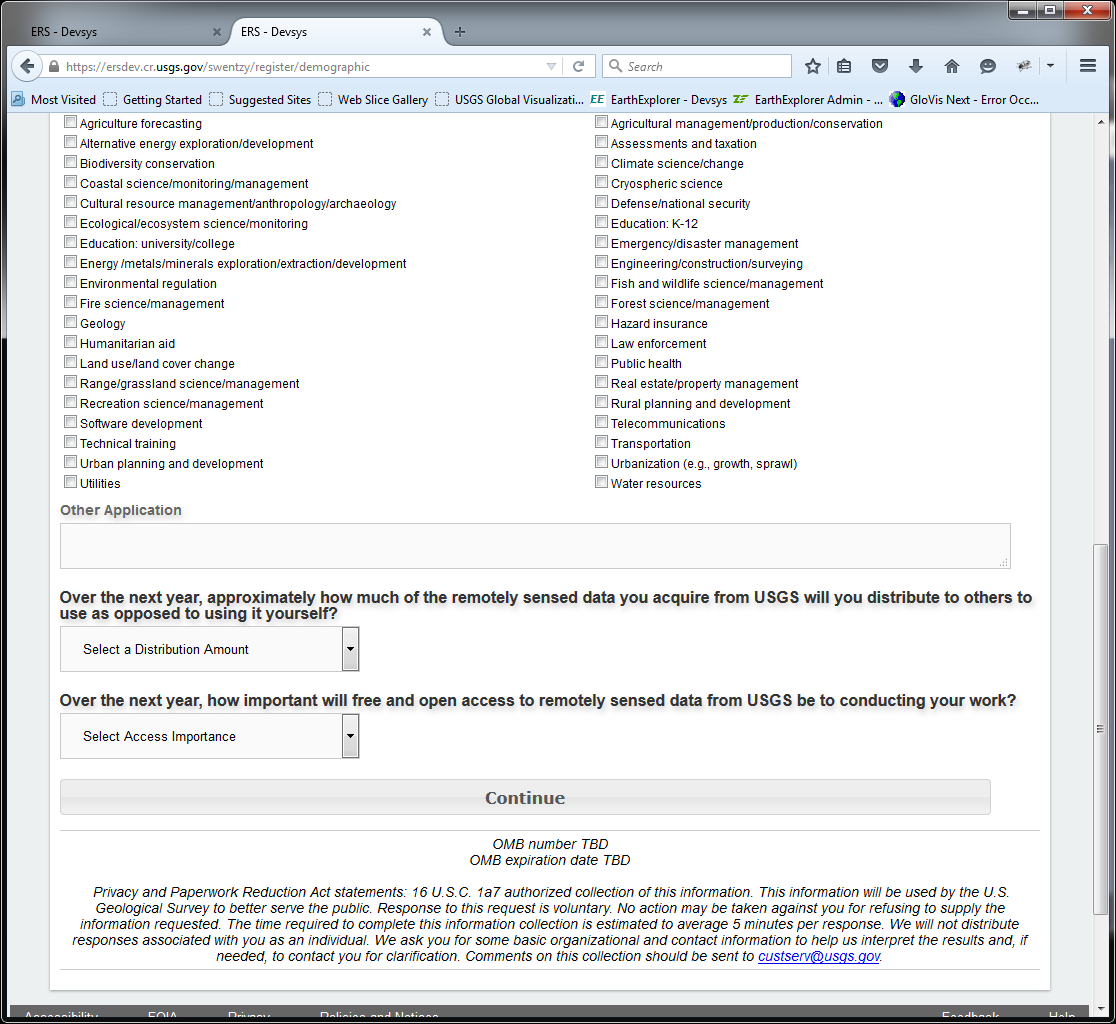 ERS - Devsys
ERS - Devsys
https://ersdev.cr.usgs.gov/swentzy/register/demographic
Search
Most Visited Getting Started Suggested Sites Web Slice Gallery USGS Global Visualizati... EE EarthExplorer - Devsys EarthExplorer Admin - ... GloVis Next - Error Occ...
Agriculture forecasting Agricultural management/production/conservation
Alternative energy exploration/development Assessments and taxation
Biodiversity conservation Climate science/change
Coastal science/monitoring/management Cryospheric science
Cultural resource management/anthropology/archaeology Defense/national security
Ecological/ecosystem science/monitoring Education: K-12
Education: university/college Emergency/disaster management
Energy /metals/minerals exploration/extraction/development Engineering/construction/surveying
Environmental regulation Fish and wildlife science/management
Fire science/management Forest science/management
Geology Hazard insurance
Humanitarian aid Law enforcement
Land use/land cover change Public health
Range/grassland science/management Real estate/property management
Recreation science/management Rural planning and development
Software development Telecommunications
Technical training Transportation
Urban planning and development Urbanization (e.g., growth, sprawl)
Utilities Water resources
Other Application
Over the next year, approximately how much of the remotely sensed data you acquire from USGS will you distribute to others to
use as opposed to using it yourself?
Select a Distribution Amount
Over the next year, how important will free and open access to remotely sensed data from USGS be to conducting your work?
Select Access Importance
Continue
OMB number TBD
OMB expiration date TBD
Privacy and Paperwork Reduction Act statements: 16 U.S.C. 1a7 authorized collection of this information. This information will be used by the U.S.
Geological Survey to better serve the public. Response to this request is voluntary. No action may be taken against you for refusing to supply the
information requested. The time required to complete this information collection is estimated to average 5 minutes per response. We will not distribute
responses associated with you as an individual. We ask you for some basic organizational and contact information to help us interpret the results and, if
needed, to contact you for clarification. Comments on this collection should be sent to custserv@usgs.gov.
Accessibility FOIA Privacy Policies and Notices Feedback Help